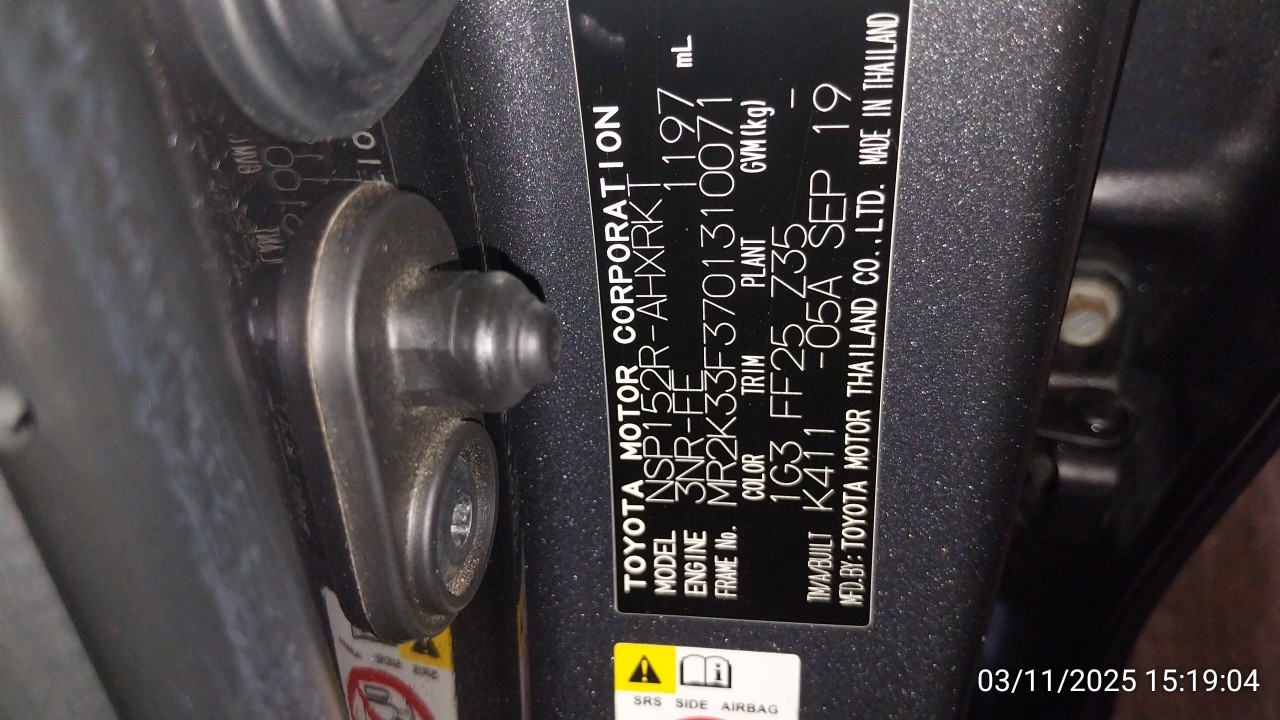 TOYOTA MOTOR CORPORATION
MODEL NSP152R-AHXRKT
ENGINE 3NR-FE 1197 mL
FRAME No. MR2K33F3701310071
COLOR TRIM PLANT GVM(kg)
1G3 FF25 Z35 -
TM/A/BUILT K411 -05A SEP 19
MFD.BY:TOYOTA MOTOR THAILAND CO.,LTD. MADE IN THAILAND
SRS SIDE AIRBAG
03/11/2025 15:19:04